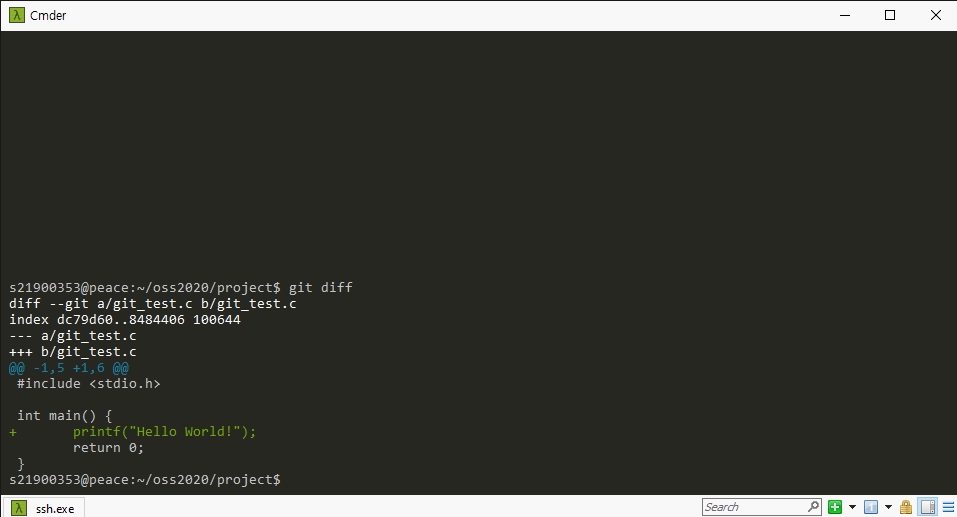 Cmder
s21900353@peace:~/oss2020/project$ git diff
diff --git a/git_test.c b/git_test.c
index dc79d60..8484406 100644
--- a/git_test.c
+++ b/git_test.c
@@ -1,5 +1,6 @@
 #include <stdio.h>

 int main() {
+       printf("Hello World!");
        return 0;
 }
s21900353@peace:~/oss2020/project$
ssh.exe
Search